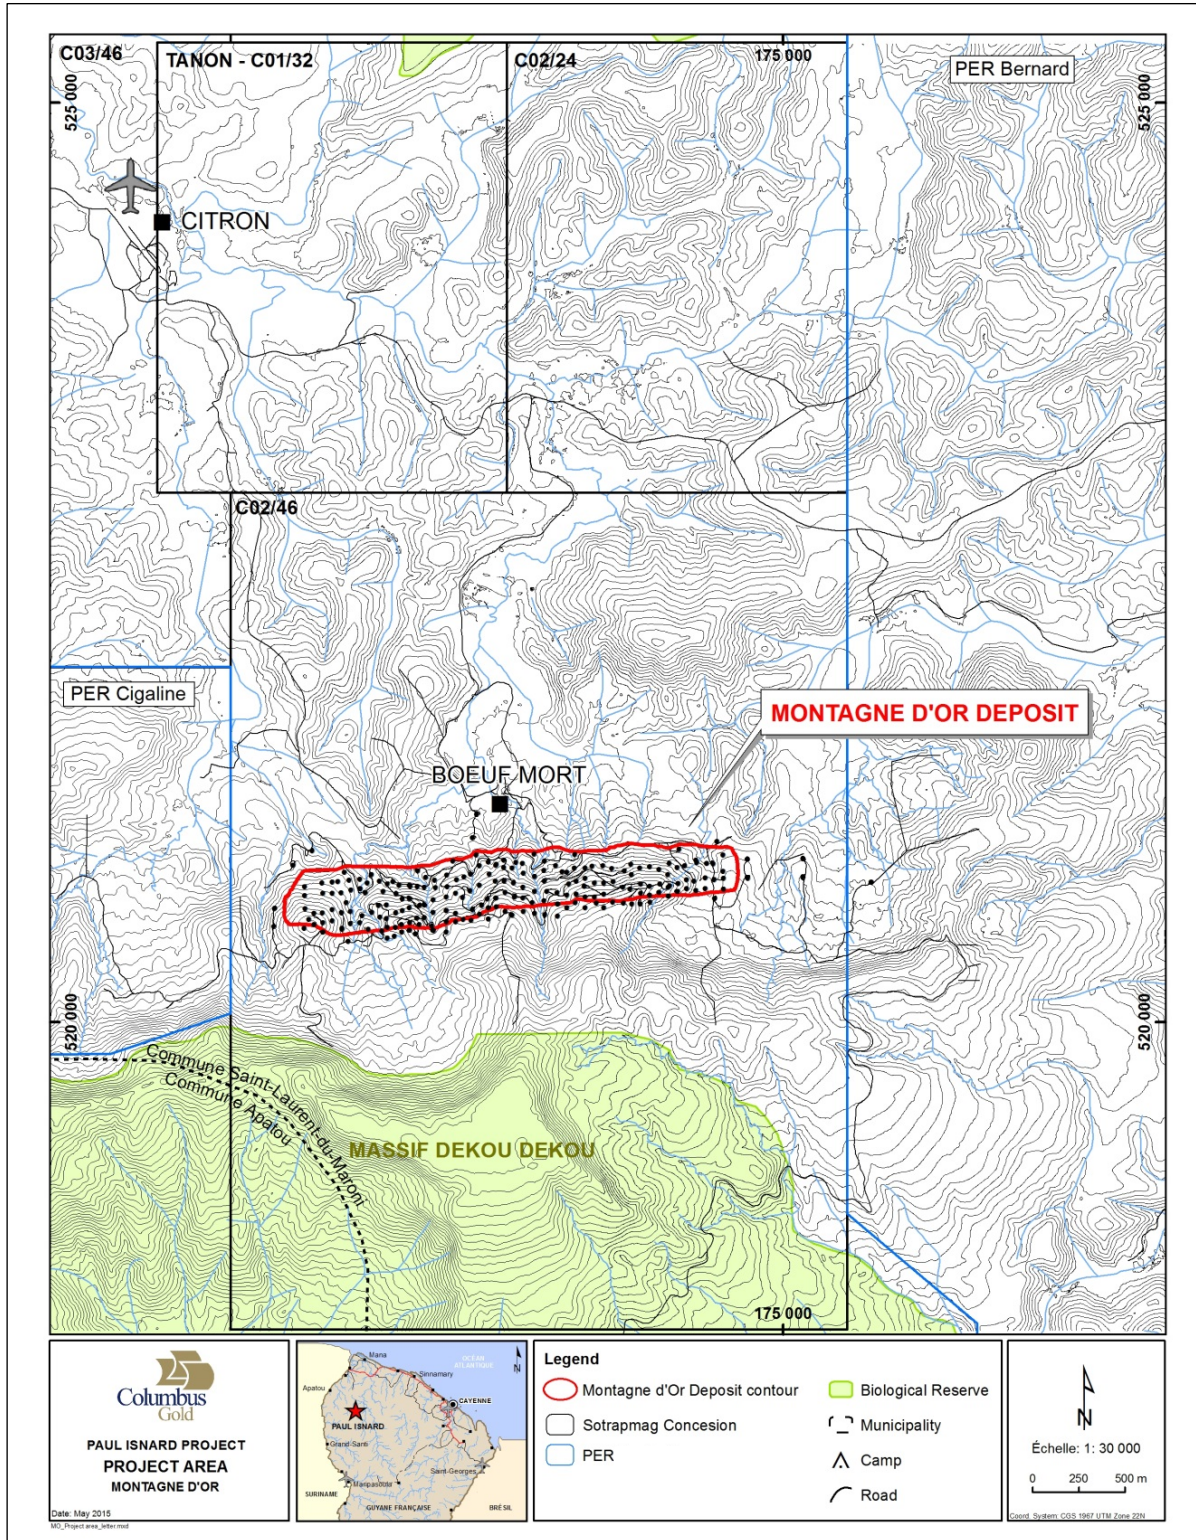 C03/46
TANON - C01/32
C02/24
175 000
PER Bernard
525 000
525 000
CITRON
C02/46
PER Cigaline
MONTAGNE D'OR DEPOSIT
BOEUF MORT
520 000
520 000
Commune Saint-Laurent-du-Maroni
Commune Apatou
MASSIF DEKOU DEKOU
175 000
Columbus
Gold
PAUL ISNARD PROJECT
PROJECT AREA
MONTAGNE D'OR
Date: May 2015
MO_Project area_letter.mxd
Mana
OCÉAN
ATLANTIQUE
N
Sinnamary
Apatou
CAYENNE
PAUL ISNARD
Grand-Santi
Saint-Georges
Maripasoula
SURINAME
GUYANE FRANÇAISE
BRÉSIL
Legend
Montagne d'Or Deposit contour
Sotrapmag Concesion
PER
Biological Reserve
Municipality
Camp
Road
N
Échelle: 1: 30 000
0 250 500 m
Coord. System: CGS 1967 UTM Zone 22N